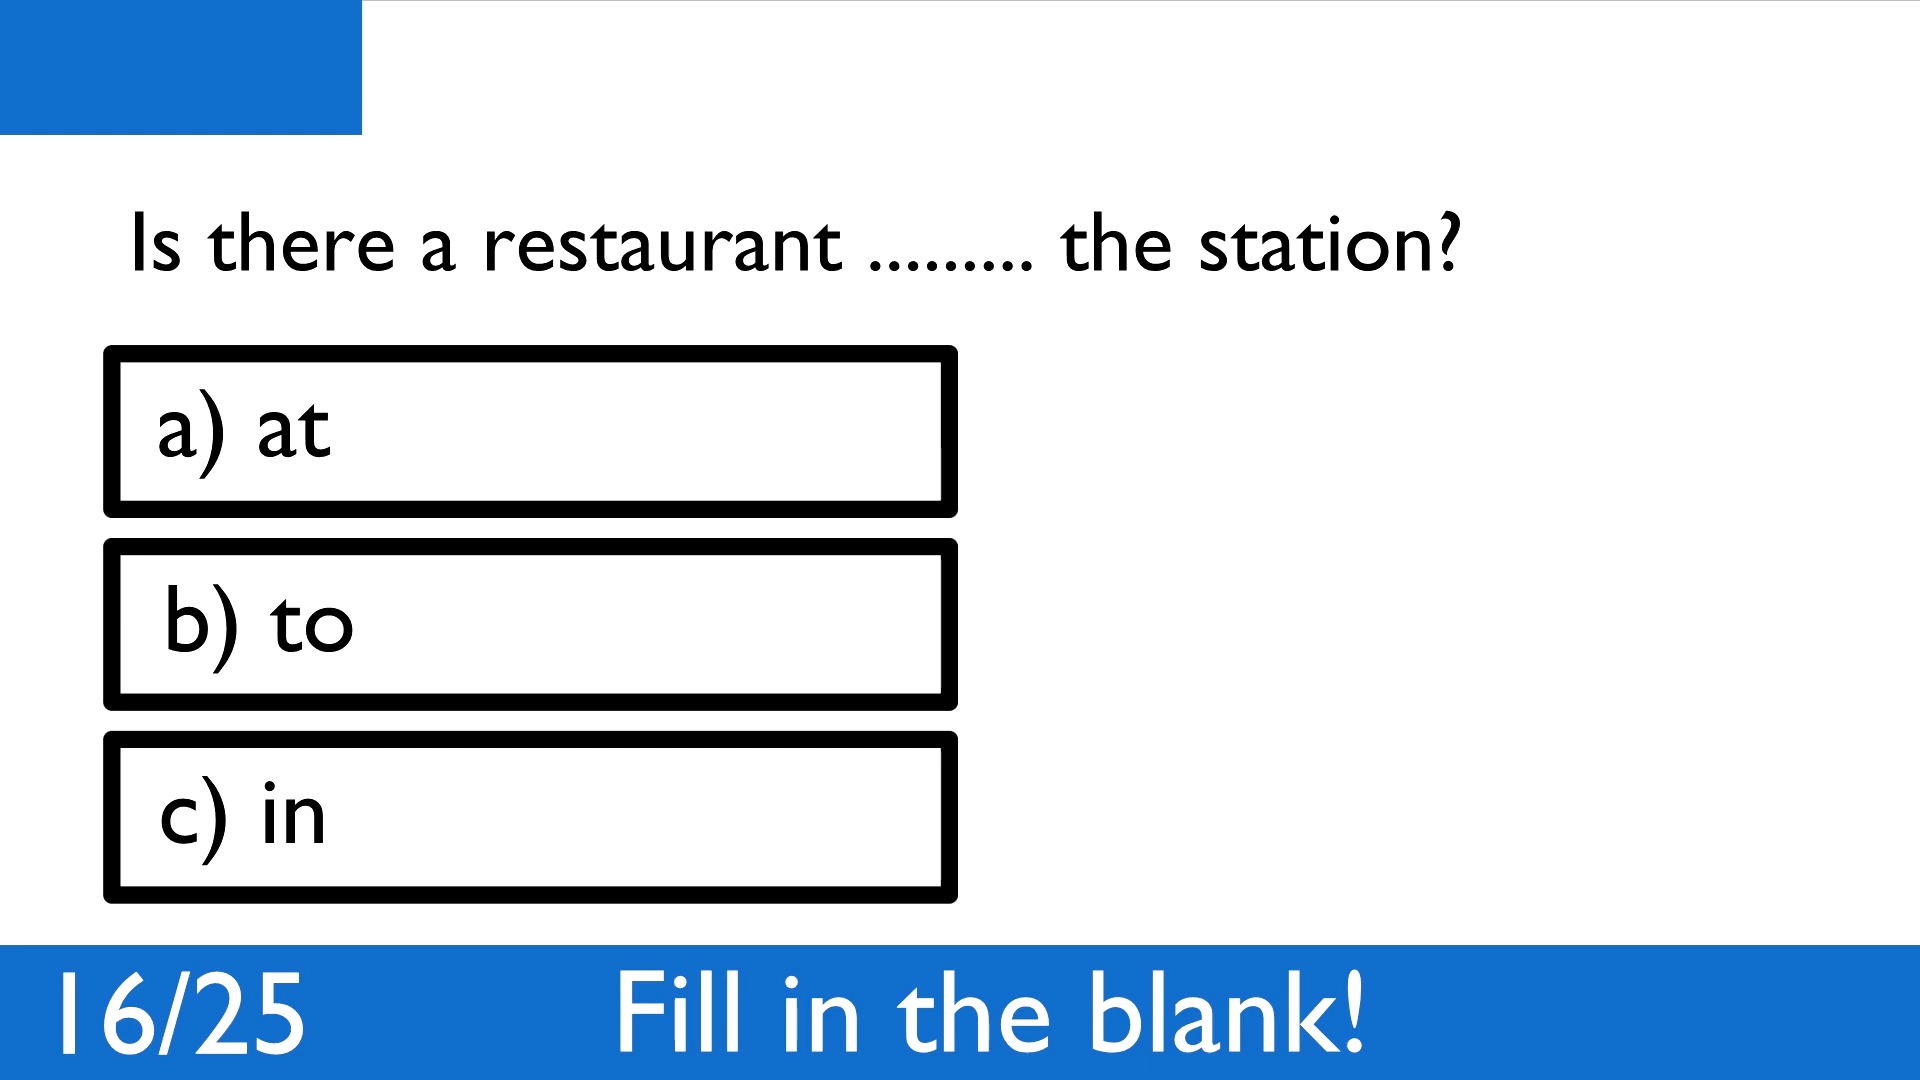 Is there a restaurant ......... the station?
a) at
b) to
c) in
16/25
Fill in the blank!